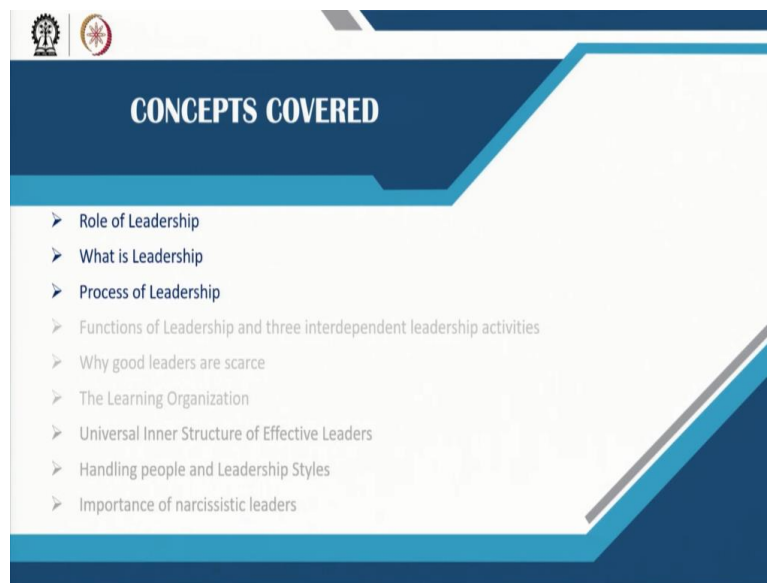 CONCEPTS COVERED
Role of Leadership
What is Leadership
Process of Leadership
Functions of Leadership and three interdependent leadership activities
Why good leaders are scarce
The Learning Organization
Universal Inner Structure of Effective Leaders
Handling people and Leadership Styles
Importance of narcissistic leaders